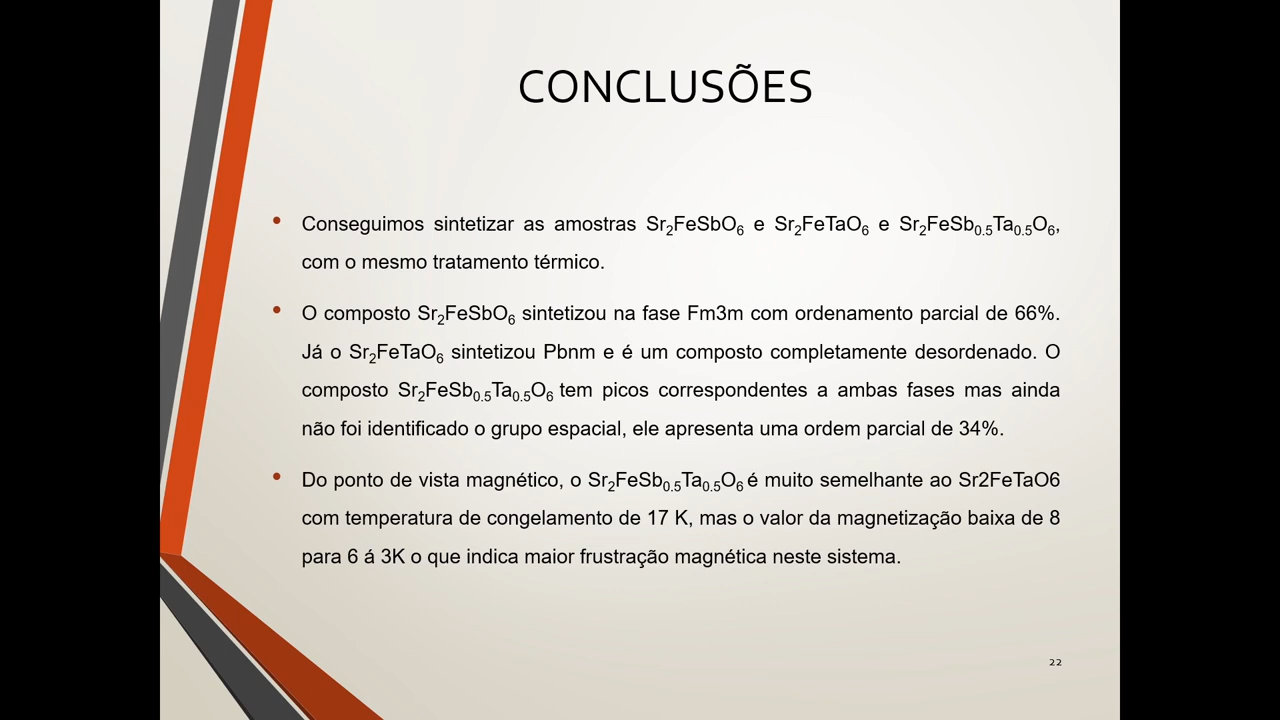 CONCLUSÕES
• Conseguimos sintetizar as amostras Sr₂FeSbO₆ e Sr₂FeTaO₆ e Sr₂FeSb₀.₅Ta₀.₅O₆,
com o mesmo tratamento térmico.
• O composto Sr₂FeSbO₆ sintetizou na fase Fm3m com ordenamento parcial de 66%.
Já o Sr₂FeTaO₆ sintetizou Pbnm e é um composto completamente desordenado. O
composto Sr₂FeSb₀.₅Ta₀.₅O₆ tem picos correspondentes a ambas fases mas ainda
não foi identificado o grupo espacial, ele apresenta uma ordem parcial de 34%.
• Do ponto de vista magnético, o Sr₂FeSb₀.₅Ta₀.₅O₆ é muito semelhante ao Sr2FeTaO6
com temperatura de congelamento de 17 K, mas o valor da magnetização baixa de 8
para 6 á 3K o que indica maior frustração magnética neste sistema.
22